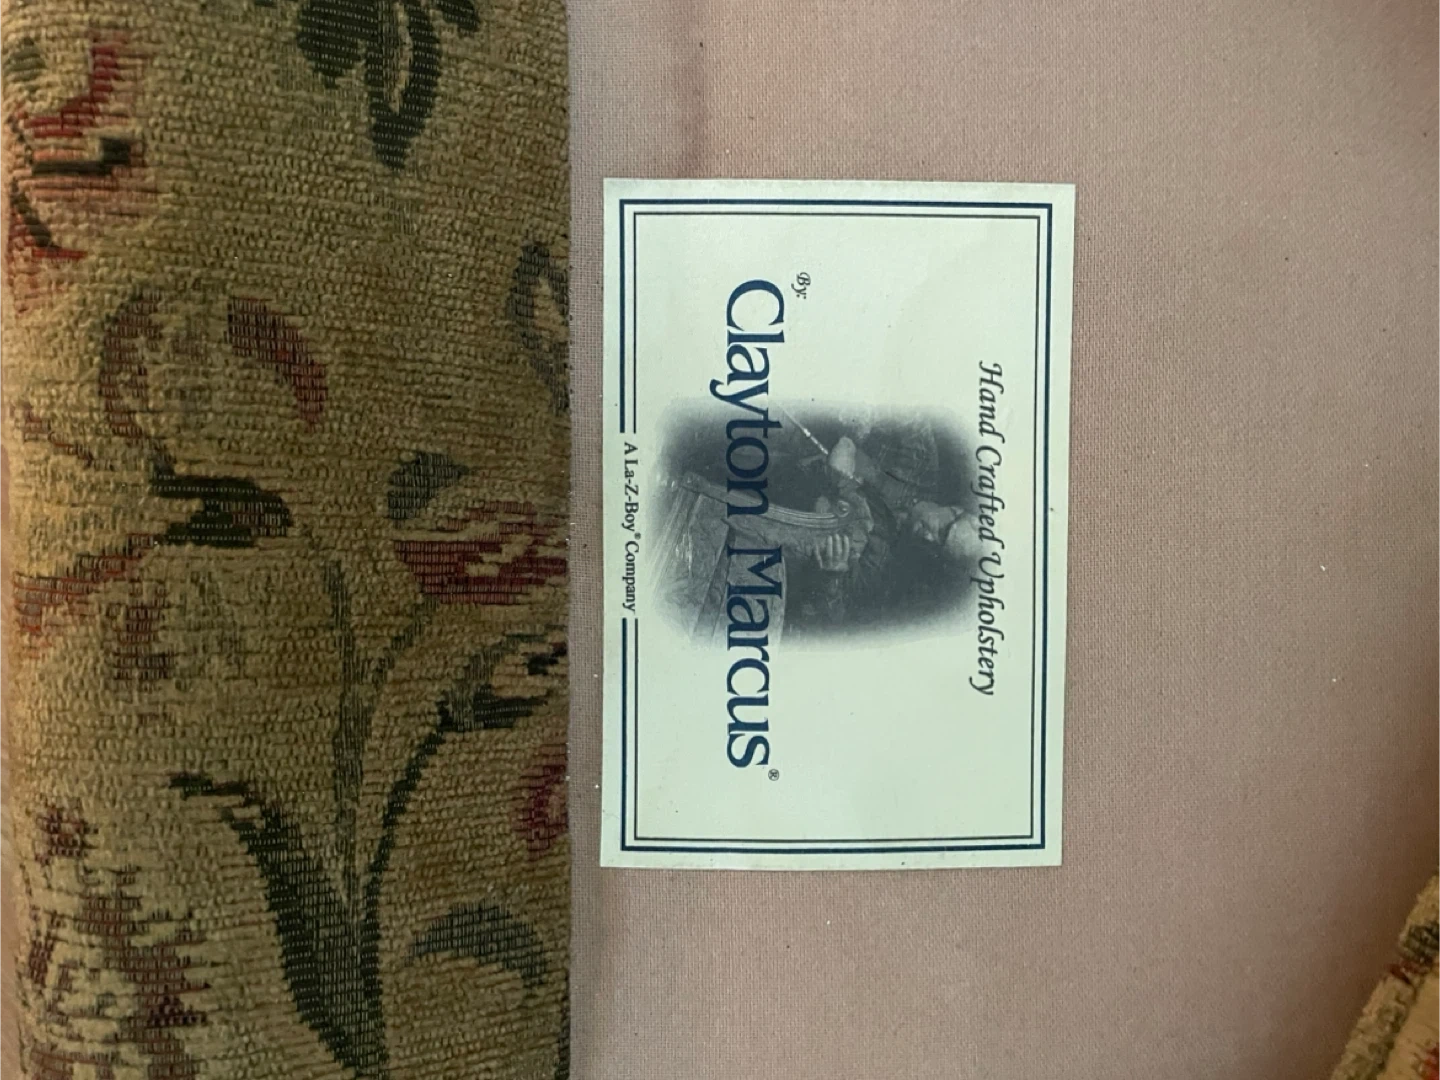 Hand Crafted Upholstery
By:
Clayton Marcus®
A La-Z-Boy® Company